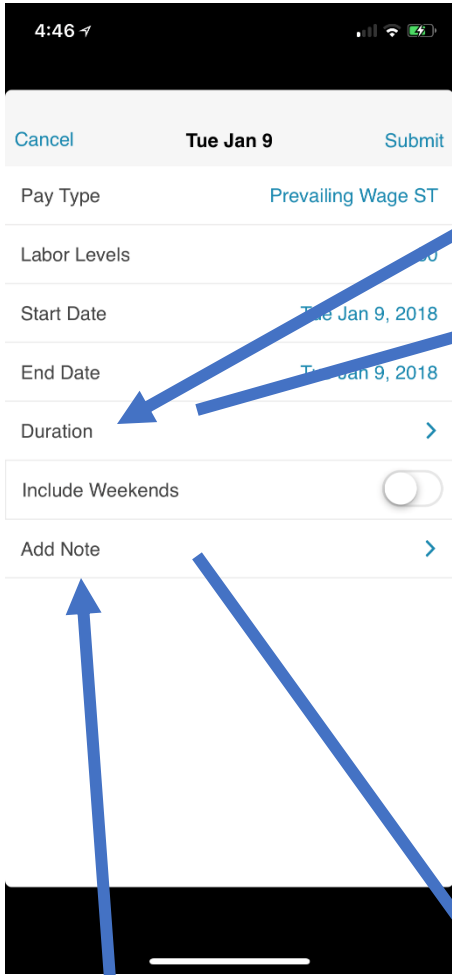 4:46
Cancel Tue Jan 9 Submit
Pay Type Prevailing Wage ST
Labor Levels
Start Date Tue Jan 9, 2018
End Date Tue Jan 9, 2018
Duration
Include Weekends
Add Note